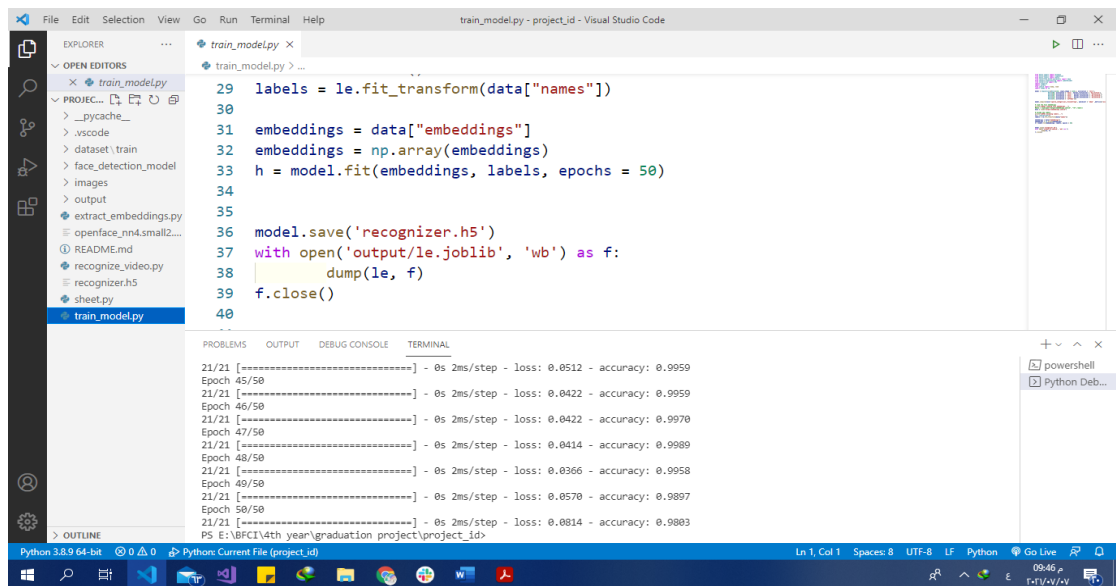 File Edit Selection View Go Run Terminal Help train_model.py - project_id - Visual Studio Code
EXPLORER
OPEN EDITORS
train_model.py
PROJEC...
__pycache__
.vscode
dataset \ train
face_detection_model
images
output
extract_embeddings.py
openface_nn4.small2....
README.md
recognize_video.py
recognizer.h5
sheet.py
train_model.py
OUTLINE
train_model.py
train_model.py > ...
29 labels = le.fit_transform(data["names"])
30
31 embeddings = data["embeddings"]
32 embeddings = np.array(embeddings)
33 h = model.fit(embeddings, labels, epochs = 50)
34
35
36 model.save('recognizer.h5')
37 with open('output/le.joblib', 'wb') as f:
38 dump(le, f)
39 f.close()
40
PROBLEMS OUTPUT DEBUG CONSOLE TERMINAL
21/21 [==============================] - 0s 2ms/step - loss: 0.0512 - accuracy: 0.9959
Epoch 45/50
21/21 [==============================] - 0s 2ms/step - loss: 0.0422 - accuracy: 0.9959
Epoch 46/50
21/21 [==============================] - 0s 2ms/step - loss: 0.0422 - accuracy: 0.9970
Epoch 47/50
21/21 [==============================] - 0s 2ms/step - loss: 0.0414 - accuracy: 0.9989
Epoch 48/50
21/21 [==============================] - 0s 2ms/step - loss: 0.0366 - accuracy: 0.9958
Epoch 49/50
21/21 [==============================] - 0s 2ms/step - loss: 0.0570 - accuracy: 0.9897
Epoch 50/50
21/21 [==============================] - 0s 2ms/step - loss: 0.0814 - accuracy: 0.9803
PS E:\BFCI\4th year\graduation project\project_id>
powershell
Python Deb...
Python 3.8.9 64-bit 0 0 Python: Current File (project_id) Ln 1, Col 1 Spaces: 8 UTF-8 LF Python Go Live
ع
09:46 م
٢٠٢١/٠٧/٠٧